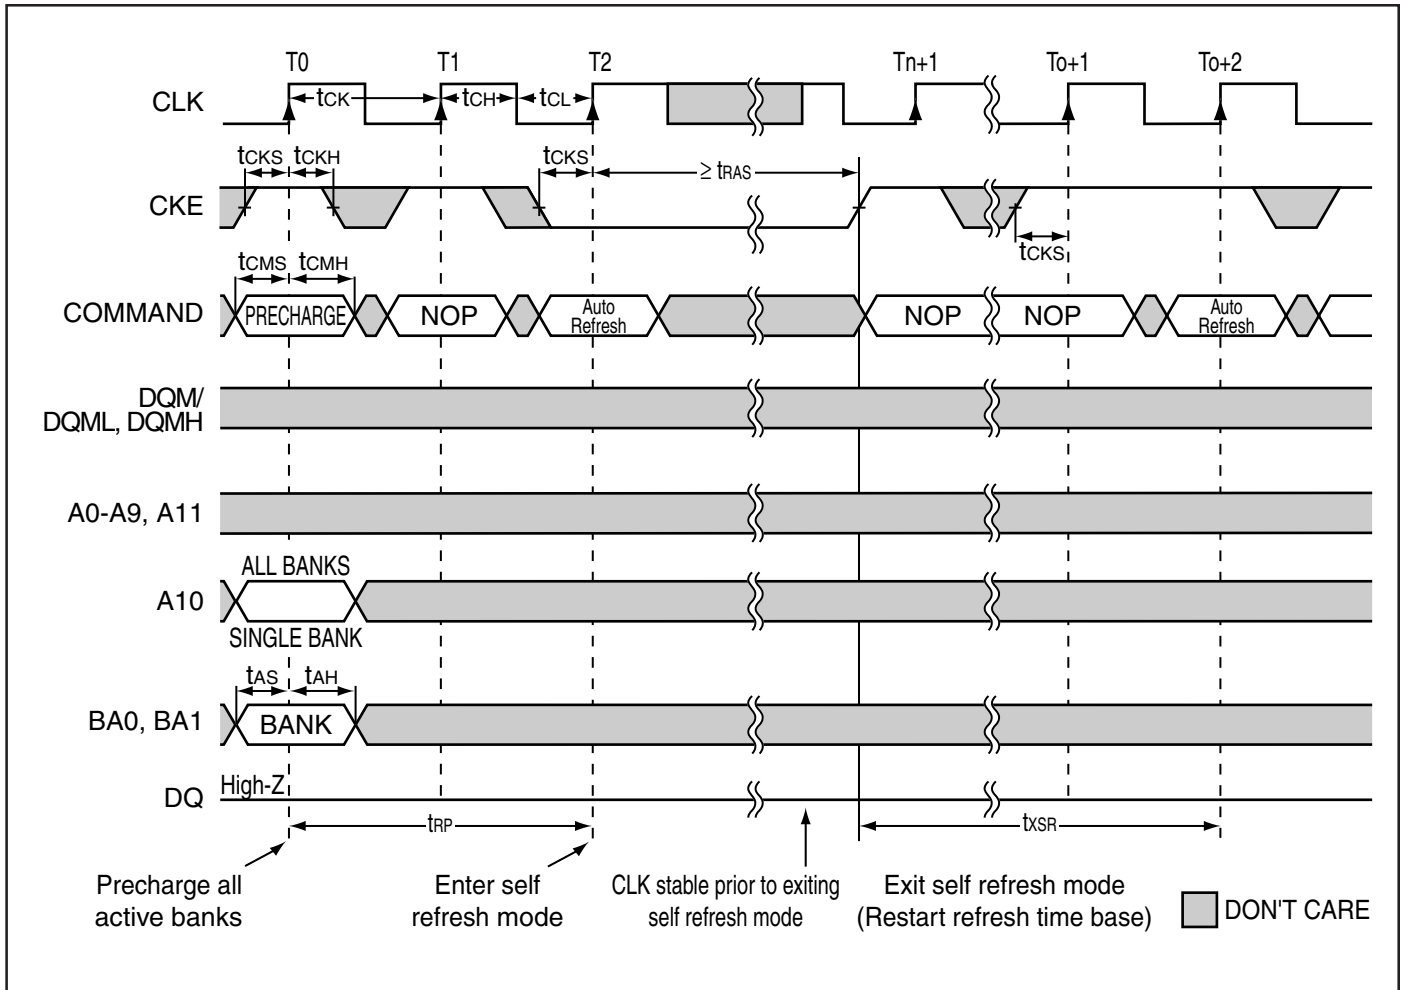 T0 T1 T2 Tn+1 To+1 To+2
CLK tCK tCH tCL
tCKS tCKH tCKS ≥ tRAS
CKE
tCKS
tCMS tCMH
COMMAND PRECHARGE NOP Auto Refresh NOP NOP Auto Refresh
DQM/
DQML, DQMH
A0-A9, A11
ALL BANKS
A10
SINGLE BANK
tAS tAH
BA0, BA1 BANK
DQ High-Z
tRP tXSR
Precharge all
active banks
Enter self
refresh mode
CLK stable prior to exiting
self refresh mode
Exit self refresh mode
(Restart refresh time base)
DON'T CARE